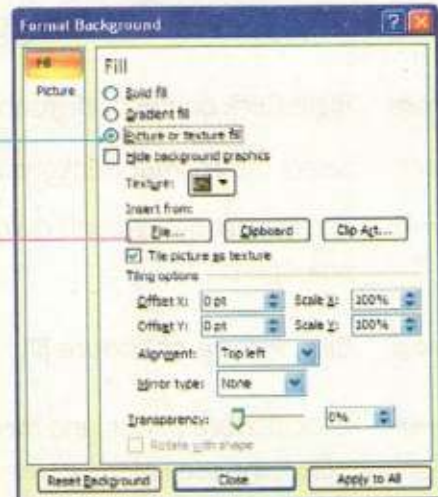 Format Background
Fill
Picture
Fill
Solid fill
Gradient fill
Picture or texture fill
Hide background graphics
Texture:
Insert from:
File... Clipboard Clip Art...
Tile picture as texture
Tiling options
Offset X: 0 pt Scale X: 100%
Offset Y: 0 pt Scale Y: 100%
Alignment: Top left
Mirror type: None
Transparency: 0%
Rotate with shape
Reset Background Close Apply to All